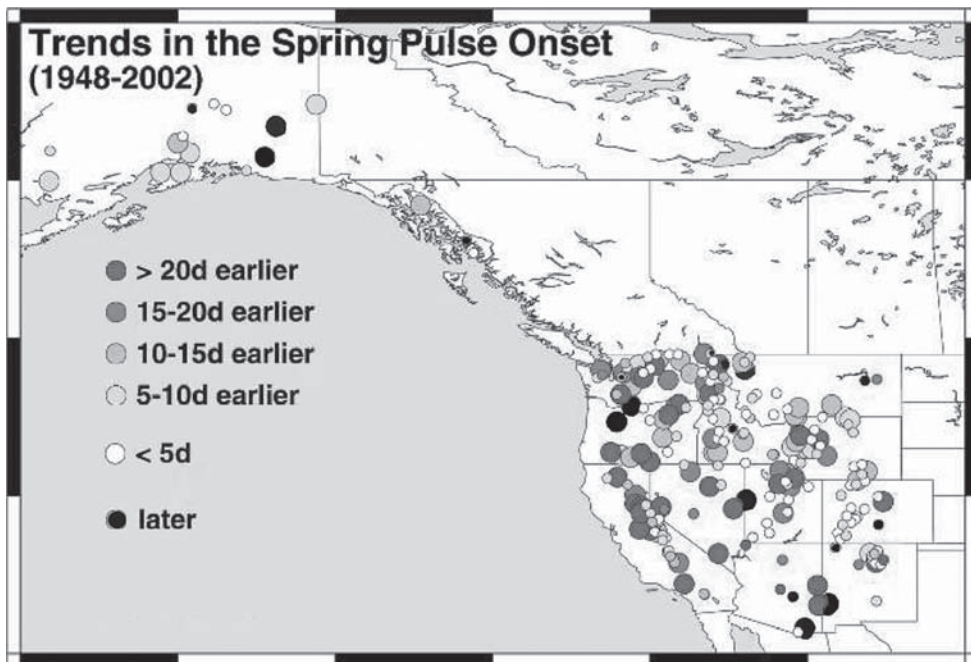 Trends in the Spring Pulse Onset
(1948-2002)
> 20d earlier
15-20d earlier
10-15d earlier
5-10d earlier
< 5d
later